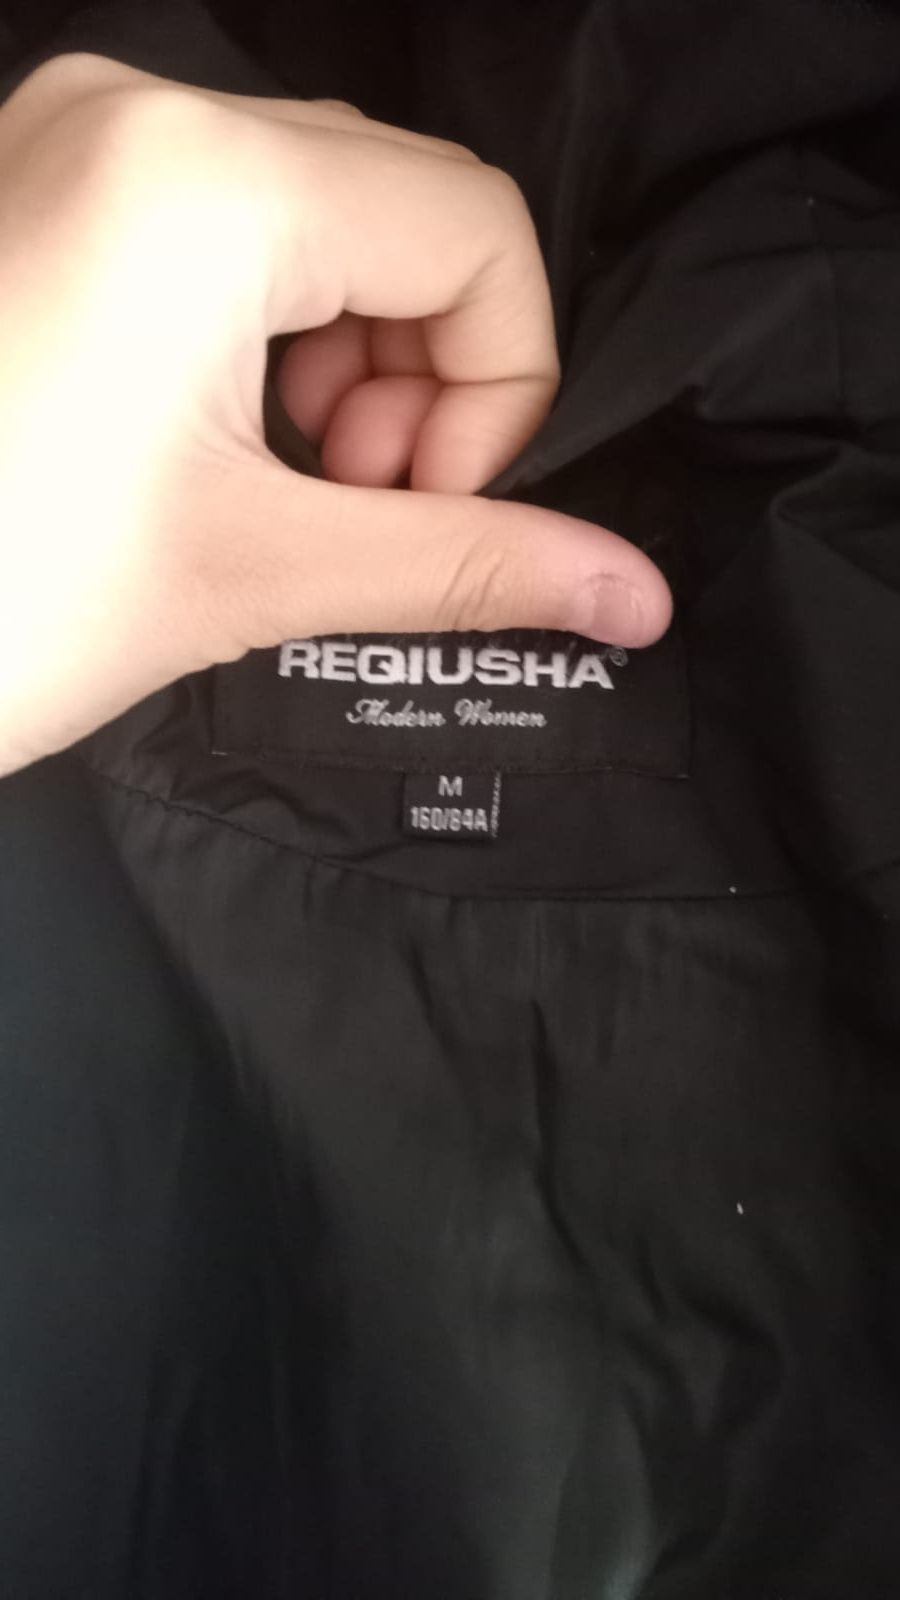 REQIUSHA®
Modern Women
M
160/84A